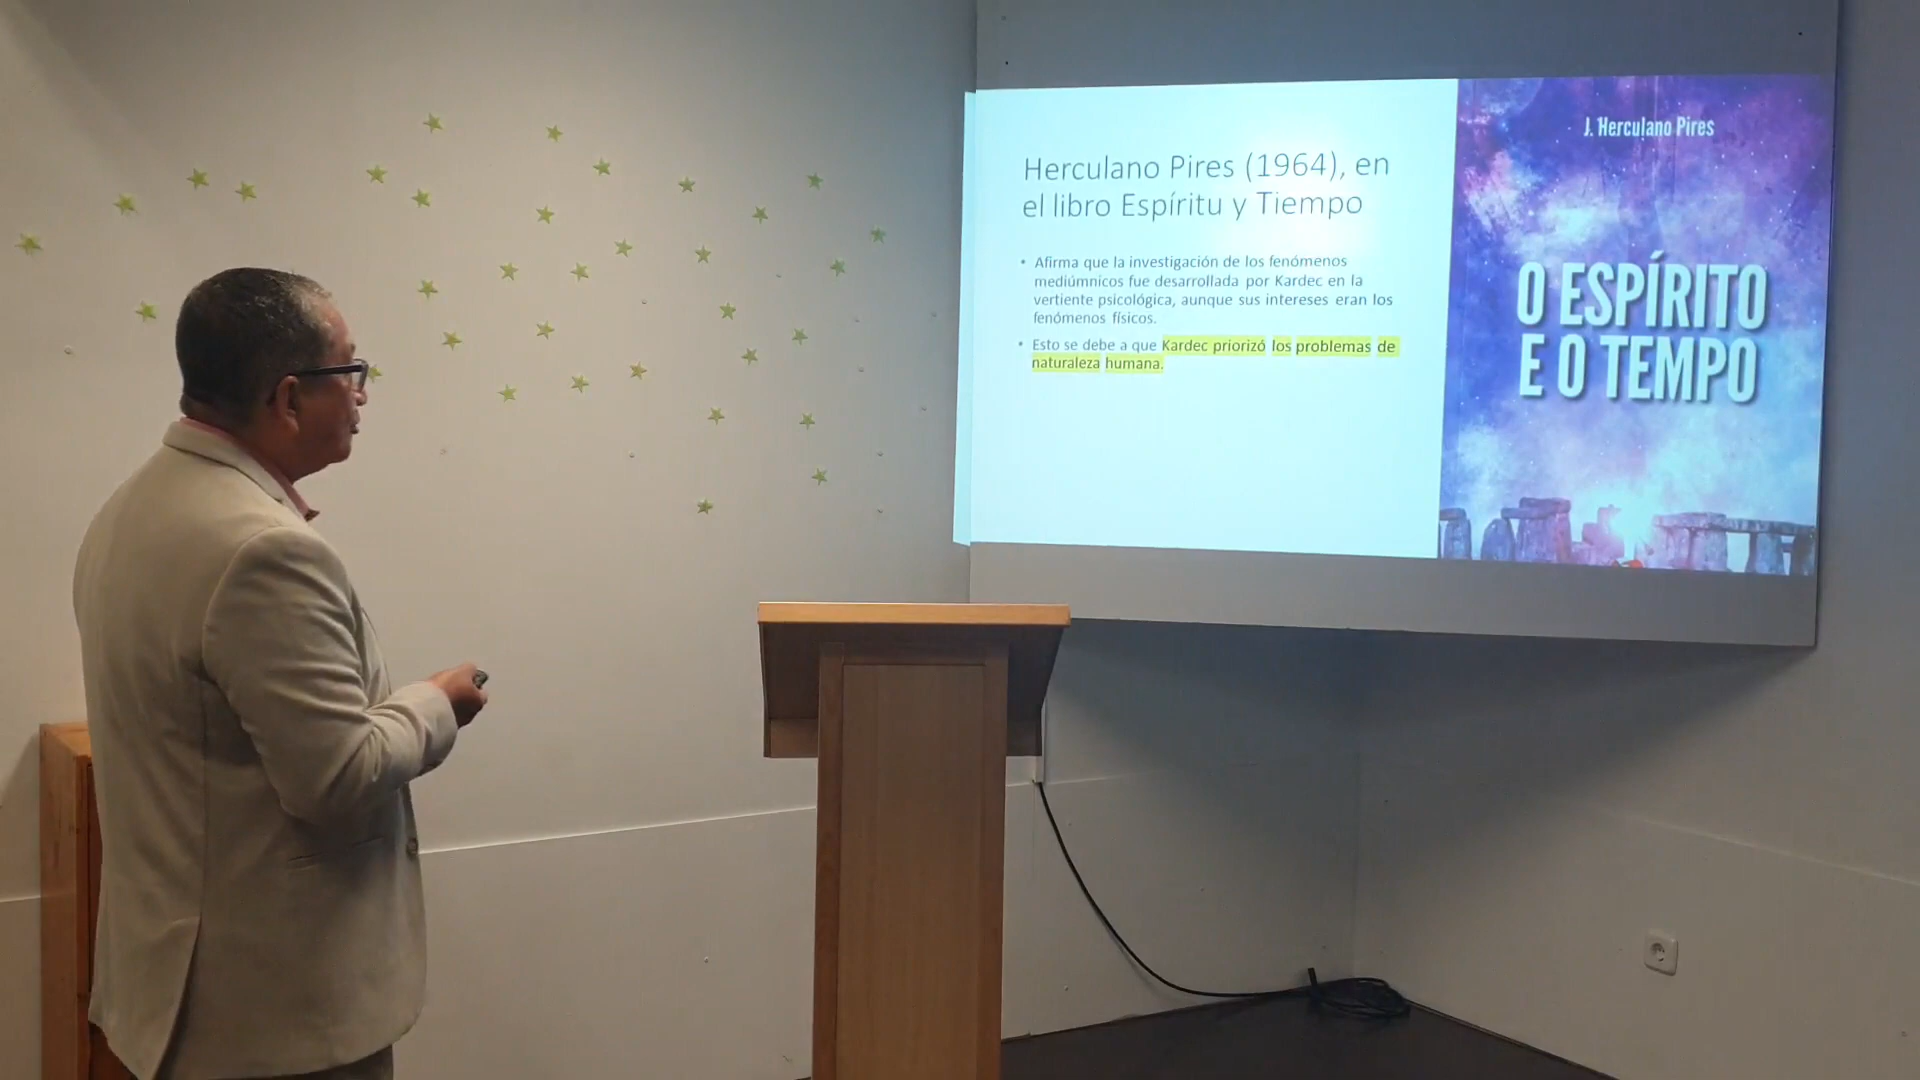 Herculano Pires (1964), en
el libro Espíritu y Tiempo
• Afirma que la investigación de los fenómenos
mediúmnicos fue desarrollada por Kardec en la
vertiente psicológica, aunque sus intereses eran los
fenómenos físicos.
• Esto se debe a que Kardec priorizó los problemas de
naturaleza humana.
J. Herculano Pires
O ESPÍRITO
E O TEMPO